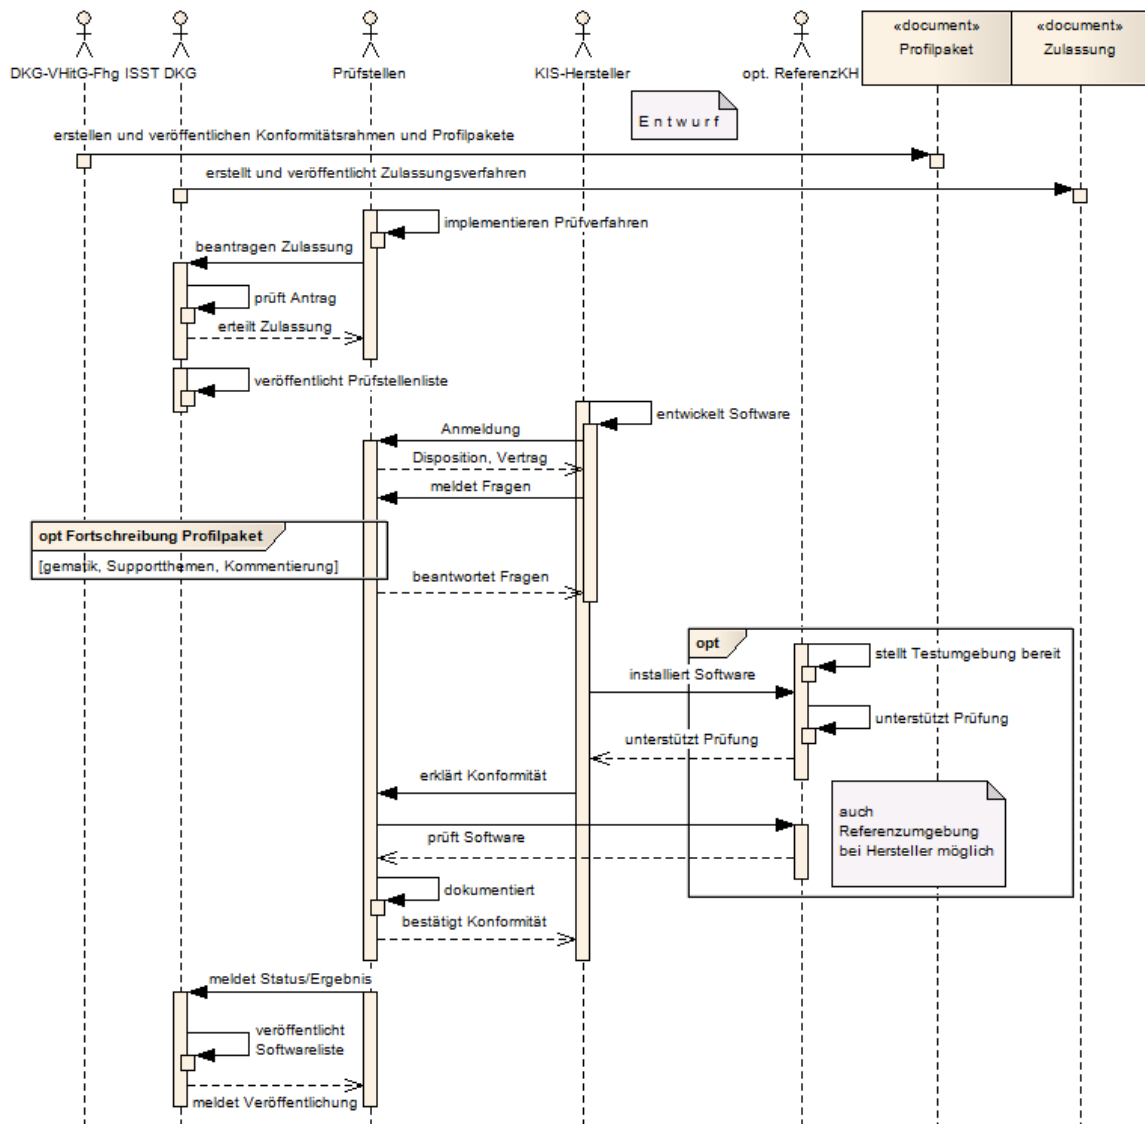 «document»
Profilpaket
«document»
Zulassung
DKG-VHitG-Fhg ISST
DKG
Prüfstellen
KIS-Hersteller
opt. ReferenzKH
Entwurf
erstellen und veröffentlichen Konformitätsrahmen und Profilpakete
erstellt und veröffentlicht Zulassungsverfahren
implementieren Prüfverfahren
beantragen Zulassung
prüft Antrag
erteilt Zulassung
veröffentlicht Prüfstellenliste
entwickelt Software
Anmeldung
Disposition, Vertrag
meldet Fragen
opt Fortschreibung Profilpaket
[gematik, Supportthemen, Kommentierung]
beantwortet Fragen
opt
stellt Testumgebung bereit
installiert Software
unterstützt Prüfung
unterstützt Prüfung
erklärt Konformität
auch
Referenzumgebung
bei Hersteller möglich
prüft Software
dokumentiert
bestätigt Konformität
meldet Status/Ergebnis
veröffentlicht
Softwareliste
meldet Veröffentlichung